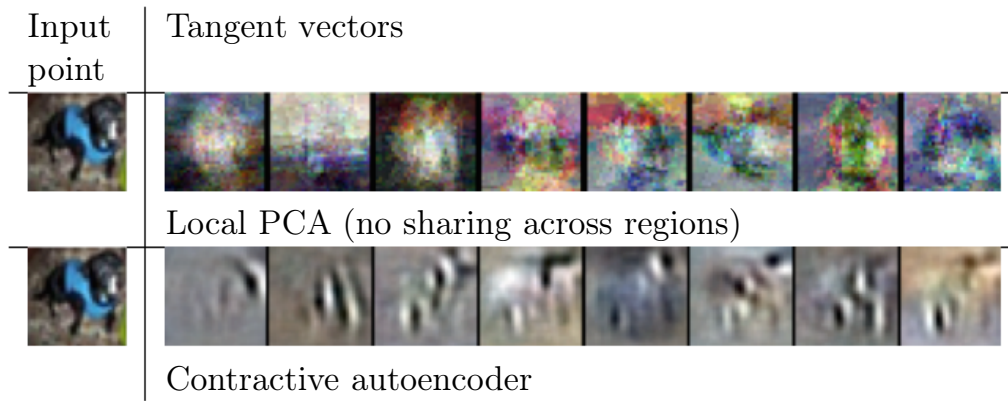 Input
point
Tangent vectors
Local PCA (no sharing across regions)
Contractive autoencoder